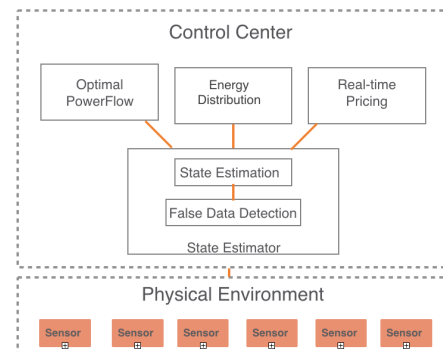 Control Center
Optimal
PowerFlow
Energy
Distribution
Real-time
Pricing
State Estimation
False Data Detection
State Estimator
Physical Environment
Sensor Sensor Sensor Sensor Sensor Sensor